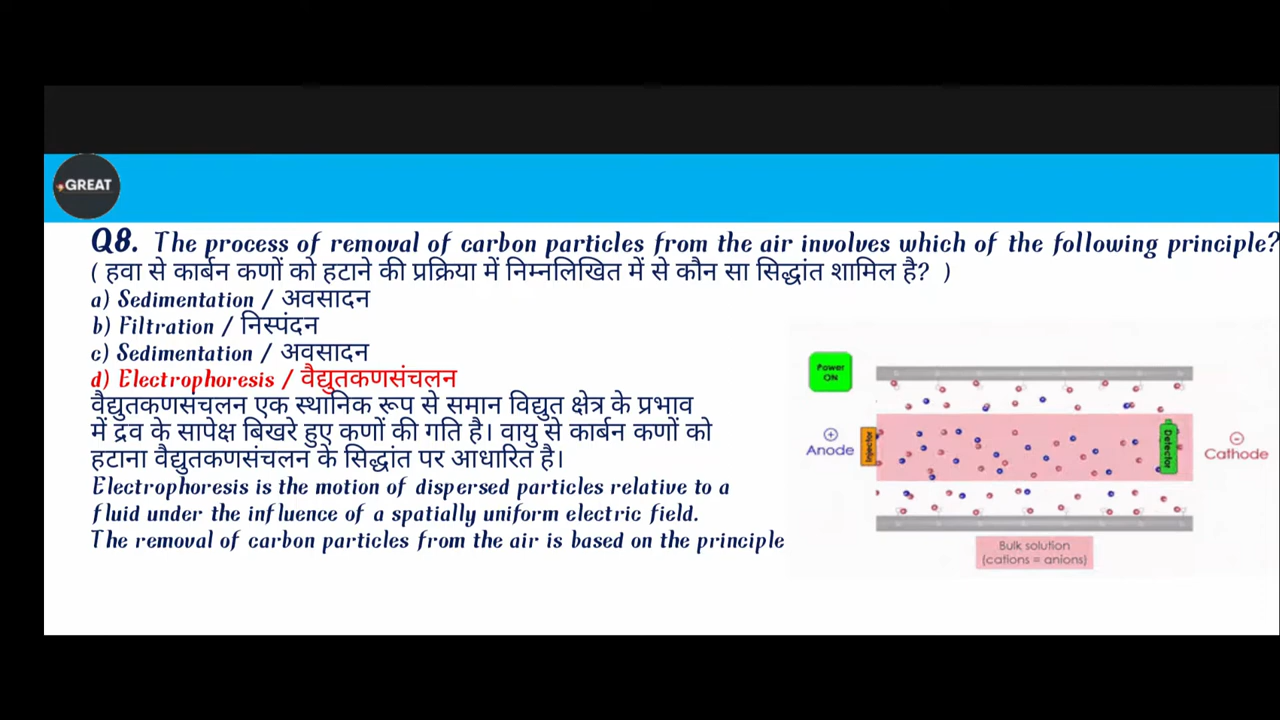 GREAT
Q8. The process of removal of carbon particles from the air involves which of the following principle?
( हवा से कार्बन कणों को हटाने की प्रक्रिया में निम्नलिखित में से कौन सा सिद्धांत शामिल है? )
a) Sedimentation / अवसादन
b) Filtration / निस्पंदन
c) Sedimentation / अवसादन
d) Electrophoresis / वैद्युतकणसंचलन
वैद्युतकणसंचलन एक स्थानिक रूप से समान विद्युत क्षेत्र के प्रभाव
में द्रव के सापेक्ष बिखरे हुए कणों की गति है। वायु से कार्बन कणों को
हटाना वैद्युतकणसंचलन के सिद्धांत पर आधारित है।
Electrophoresis is the motion of dispersed particles relative to a
fluid under the influence of a spatially uniform electric field.
The removal of carbon particles from the air is based on the principle
Power
ON
Anode
Injector
Detector
Cathode
Bulk solution
(cations = anions)